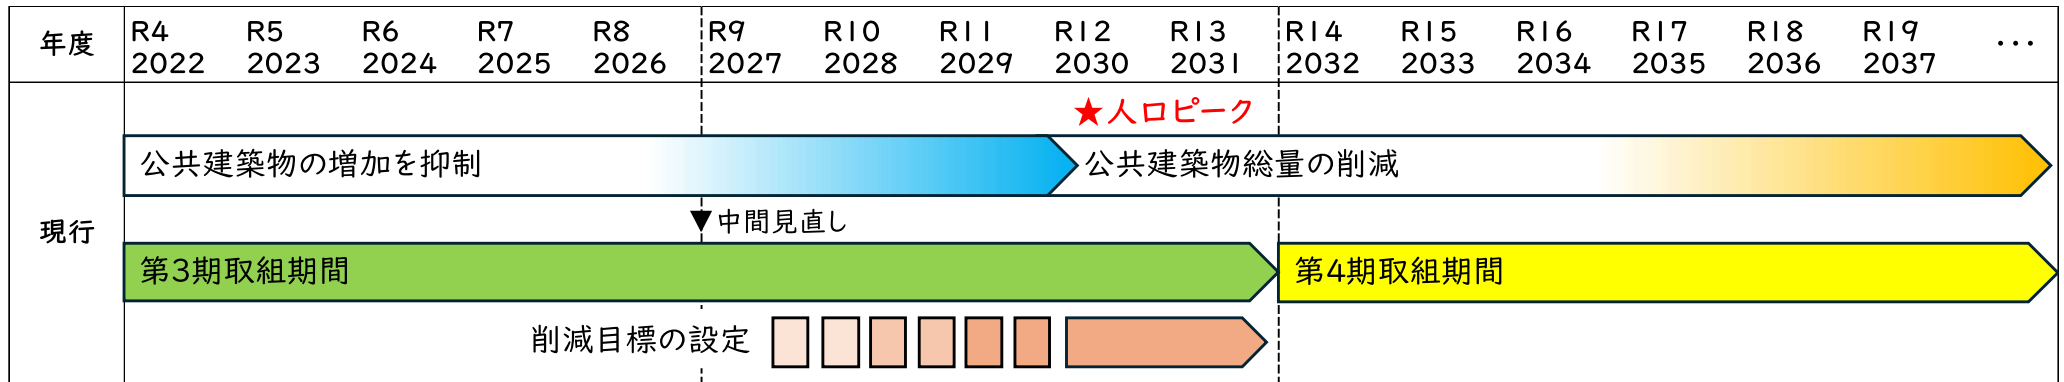 年度
R4 R5 R6 R7 R8 R9 R10 R11 R12 R13 R14 R15 R16 R17 R18 R19 ...
2022 2023 2024 2025 2026 2027 2028 2029 2030 2031 2032 2033 2034 2035 2036 2037
現行
★人口ピーク
公共建築物の増加を抑制 公共建築物総量の削減
▼中間見直し
第3期取組期間 第4期取組期間
削減目標の設定